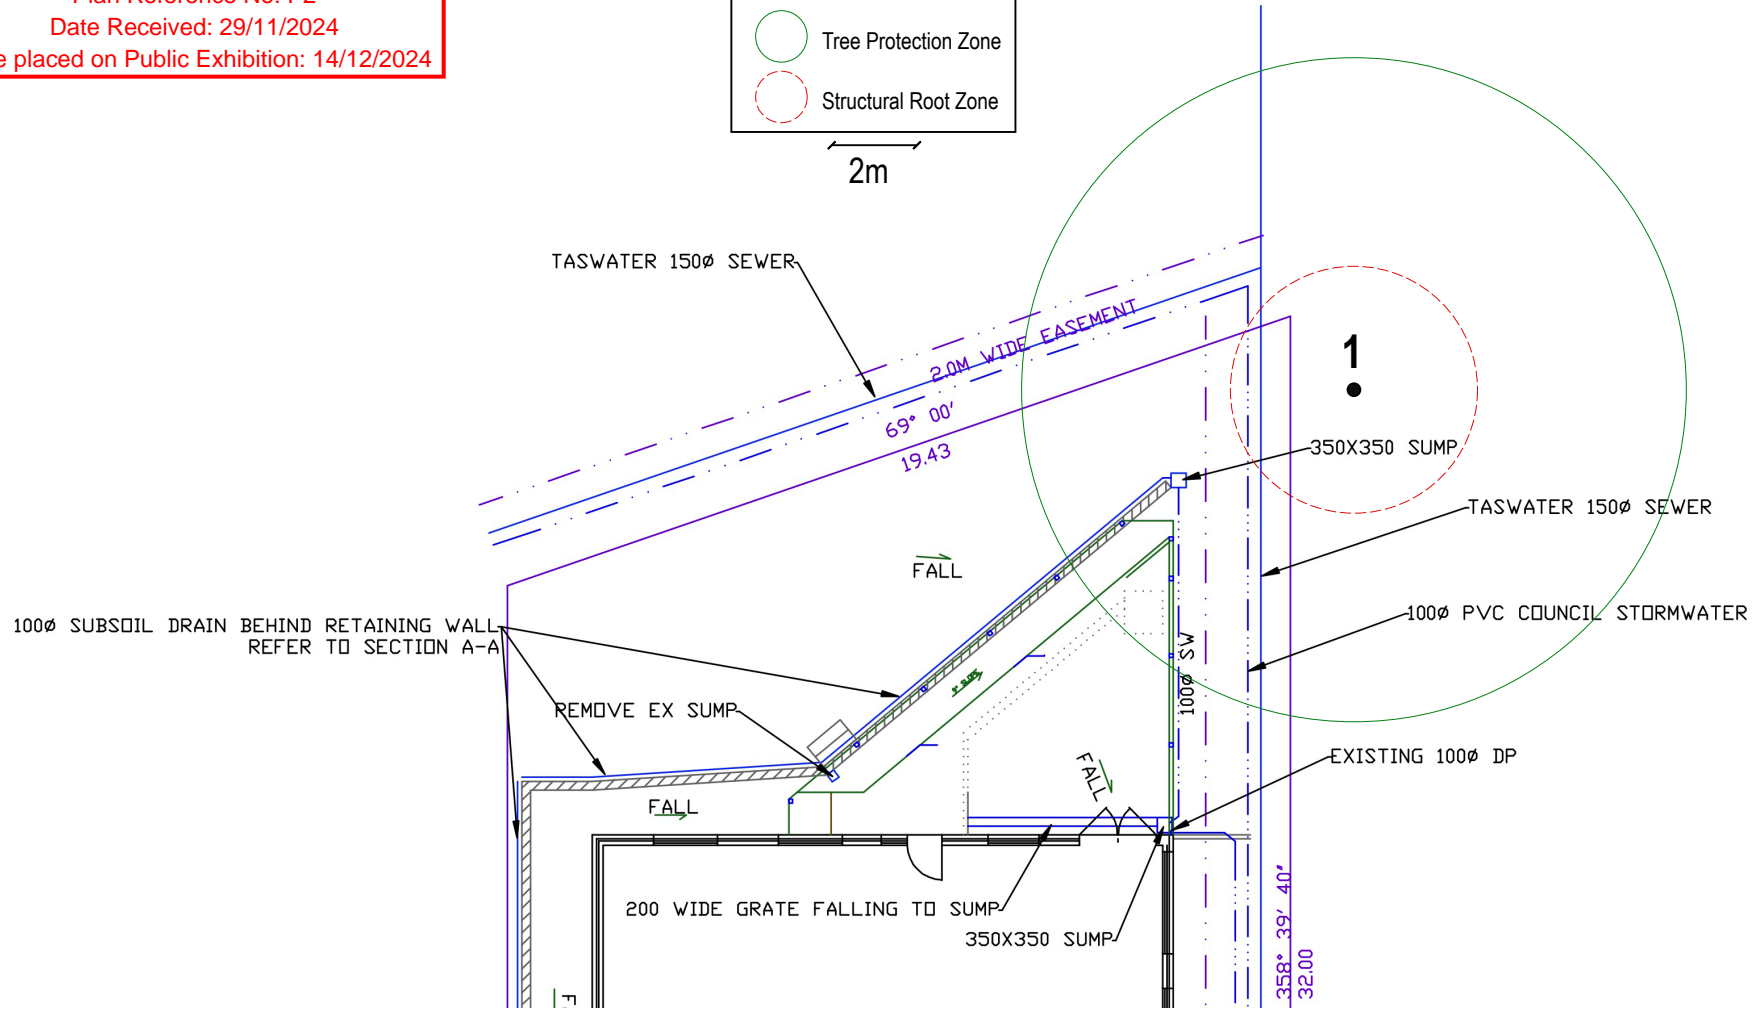 Date Received: 29/11/2024
e placed on Public Exhibition: 14/12/2024
Tree Protection Zone
Structural Root Zone
2m
TASWATER 150Ø SEWER
2.0M WIDE EASEMENT
69° 00'
19.43
1
350X350 SUMP
TASWATER 150Ø SEWER
FALL
100Ø SUBSOIL DRAIN BEHIND RETAINING WALL
REFER TO SECTION A-A
100Ø PVC COUNCIL STORMWATER
100Ø SW
REMOVE EX SUMP
EXISTING 100Ø DP
FALL
FALL
200 WIDE GRATE FALLING TO SUMP
350X350 SUMP
358° 39' 40"
32.00